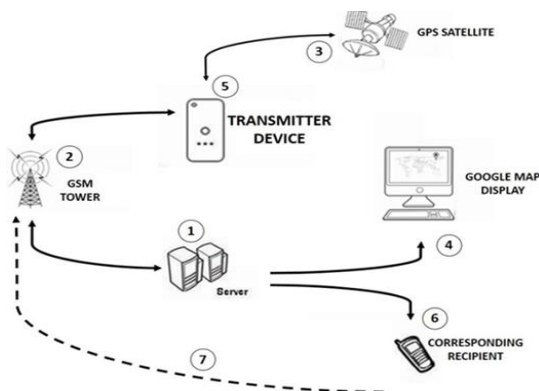 GPS SATELLITE
3
5
TRANSMITTER
DEVICE
2
GSM
TOWER
GOOGLE MAP
DISPLAY
1
Server
4
6
CORRESPONDING
RECIPIENT
7